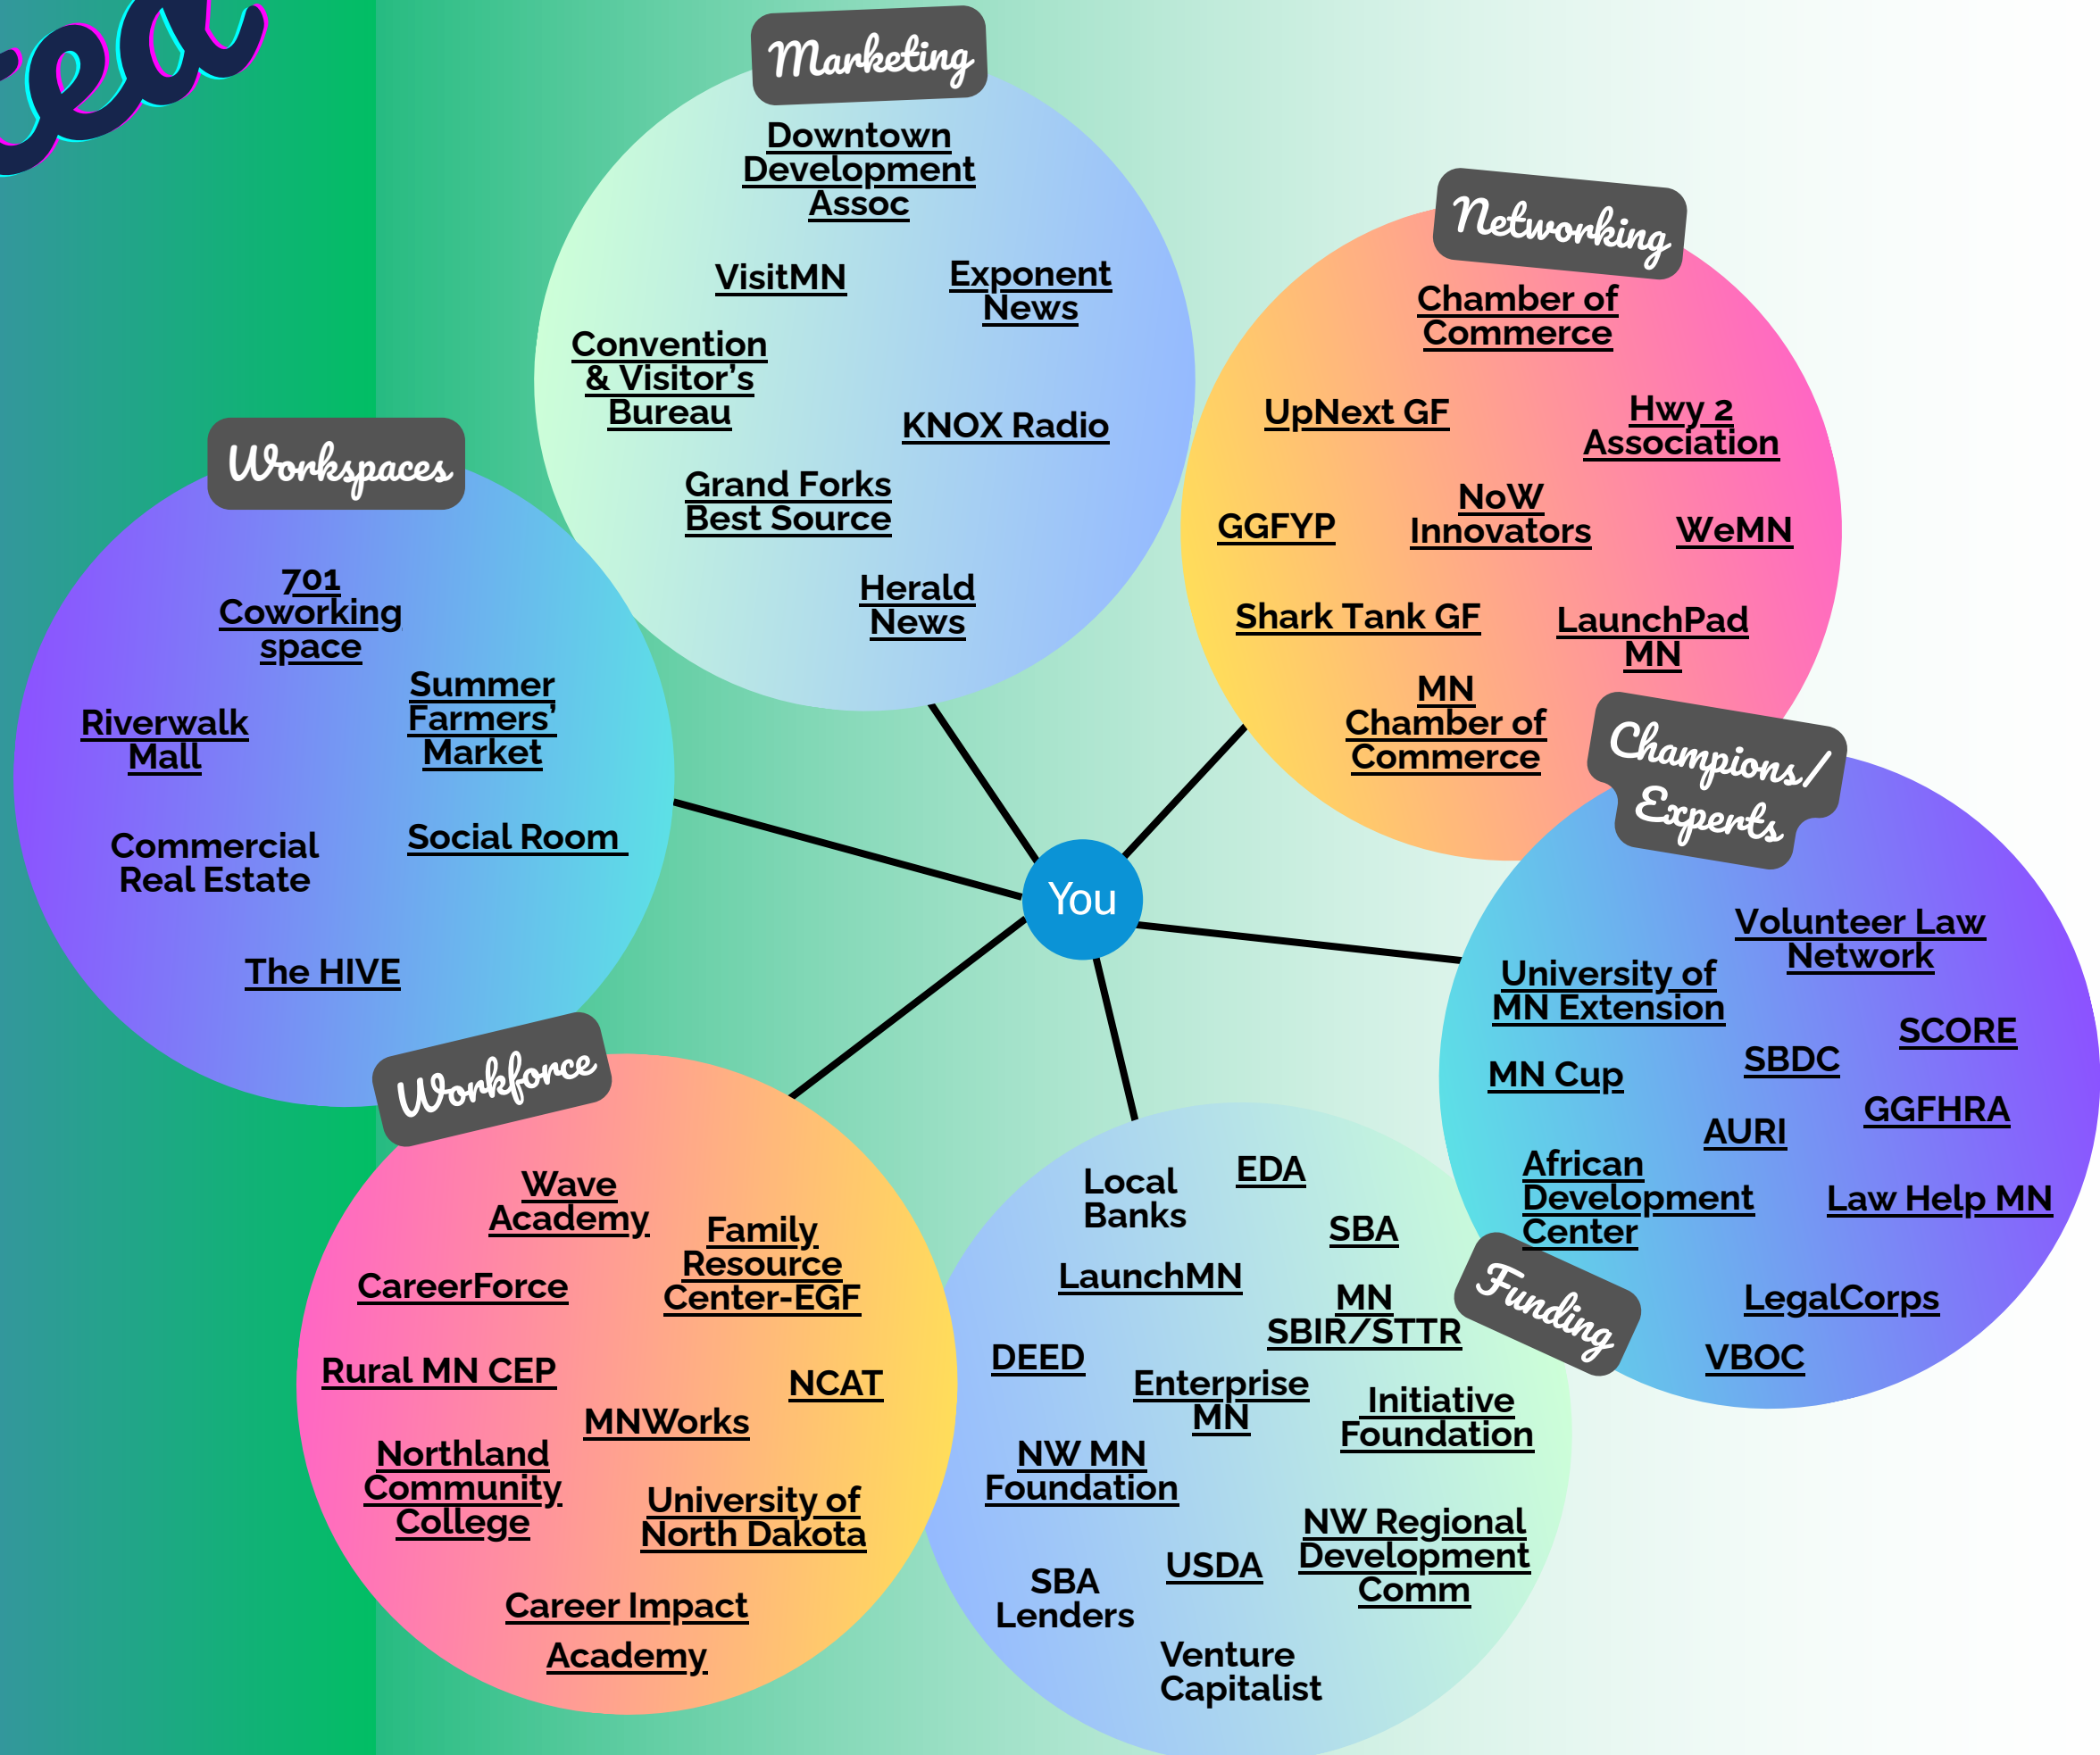 Marketing
Downtown
Development
Assoc
VisitMN
Exponent
News
Convention
& Visitor’s
Bureau
KNOX Radio
Grand Forks
Best Source
Herald
News
Networking
Chamber of
Commerce
UpNext GF
Hwy 2
Association
GGFYP
NoW
Innovators
WeMN
Shark Tank GF
LaunchPad
MN
MN
Chamber of
Commerce
Workspaces
701
Coworking
space
Riverwalk
Mall
Summer
Farmers’
Market
Commercial
Real Estate
Social Room
The HIVE
You
Champions/
Experts
Volunteer Law
Network
University of
MN Extension
SCORE
SBDC
MN Cup
GGFHRA
AURI
African
Development
Center
Law Help MN
LegalCorps
VBOC
Workforce
Wave
Academy
Family
Resource
Center-EGF
CareerForce
Rural MN CEP
NCAT
MNWorks
Northland
Community
College
University of
North Dakota
Career Impact
Academy
Funding
Local
Banks
EDA
SBA
LaunchMN
MN
SBIR/STTR
DEED
Enterprise
MN
Initiative
Foundation
NW MN
Foundation
NW Regional
Development
Comm
USDA
SBA
Lenders
Venture
Capitalist